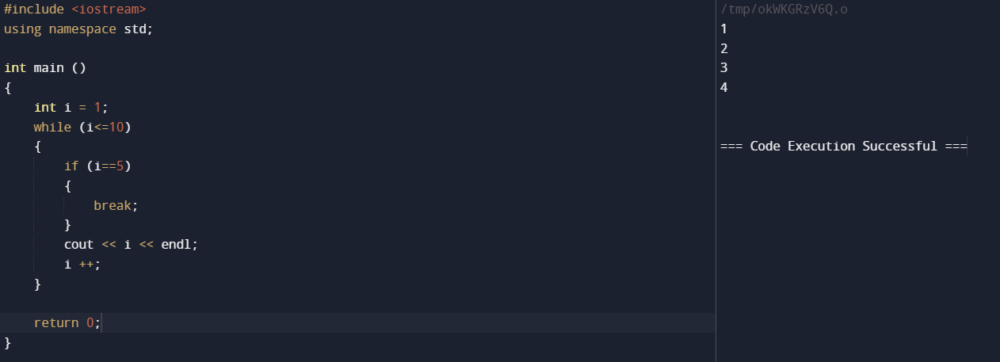 #include <iostream>
using namespace std;
int main ()
{
    int i = 1;
    while (i<=10)
    {
        if (i==5)
        {
            break;
        }
        cout << i << endl;
        i ++;
    }
    return 0;
}
/tmp/okWKGRzV6Q.o
1
2
3
4
=== Code Execution Successful ===